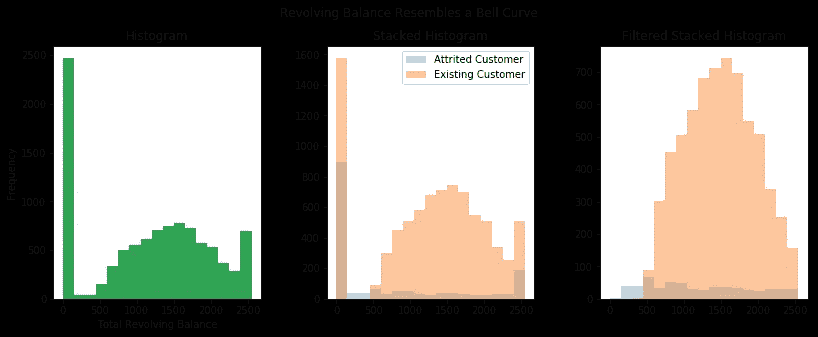 Revolving Balance Resembles a Bell Curve
Histogram
Stacked Histogram
Filtered Stacked Histogram
Frequency
2500
2000
1500
1000
500
0
0 500 1000 1500 2000 2500
Total Revolving Balance
1600
1400
1200
1000
800
600
400
200
0
0 500 1000 1500 2000 2500
Attrited Customer
Existing Customer
700
600
500
400
300
200
100
0
0 500 1000 1500 2000 2500